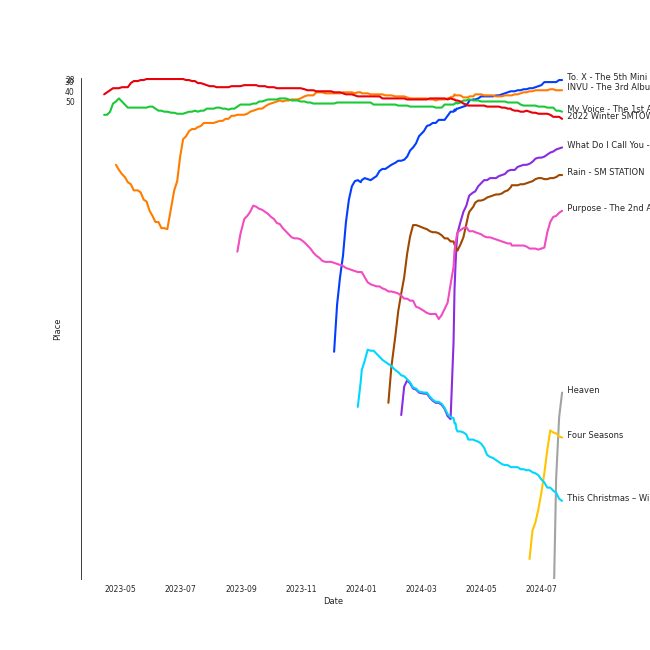 To. X - The 5th Mini
INVU - The 3rd Albu
40
50
My Voice - The 1st A
2022 Winter SMTOW
What Do I Call You -
Rain - SM STATION
Purpose - The 2nd A
Place
Heaven
Four Seasons
This Christmas – Wi
2023-05 2023-07 2023-09 2023-11 2024-01 2024-03 2024-05 2024-07
Date